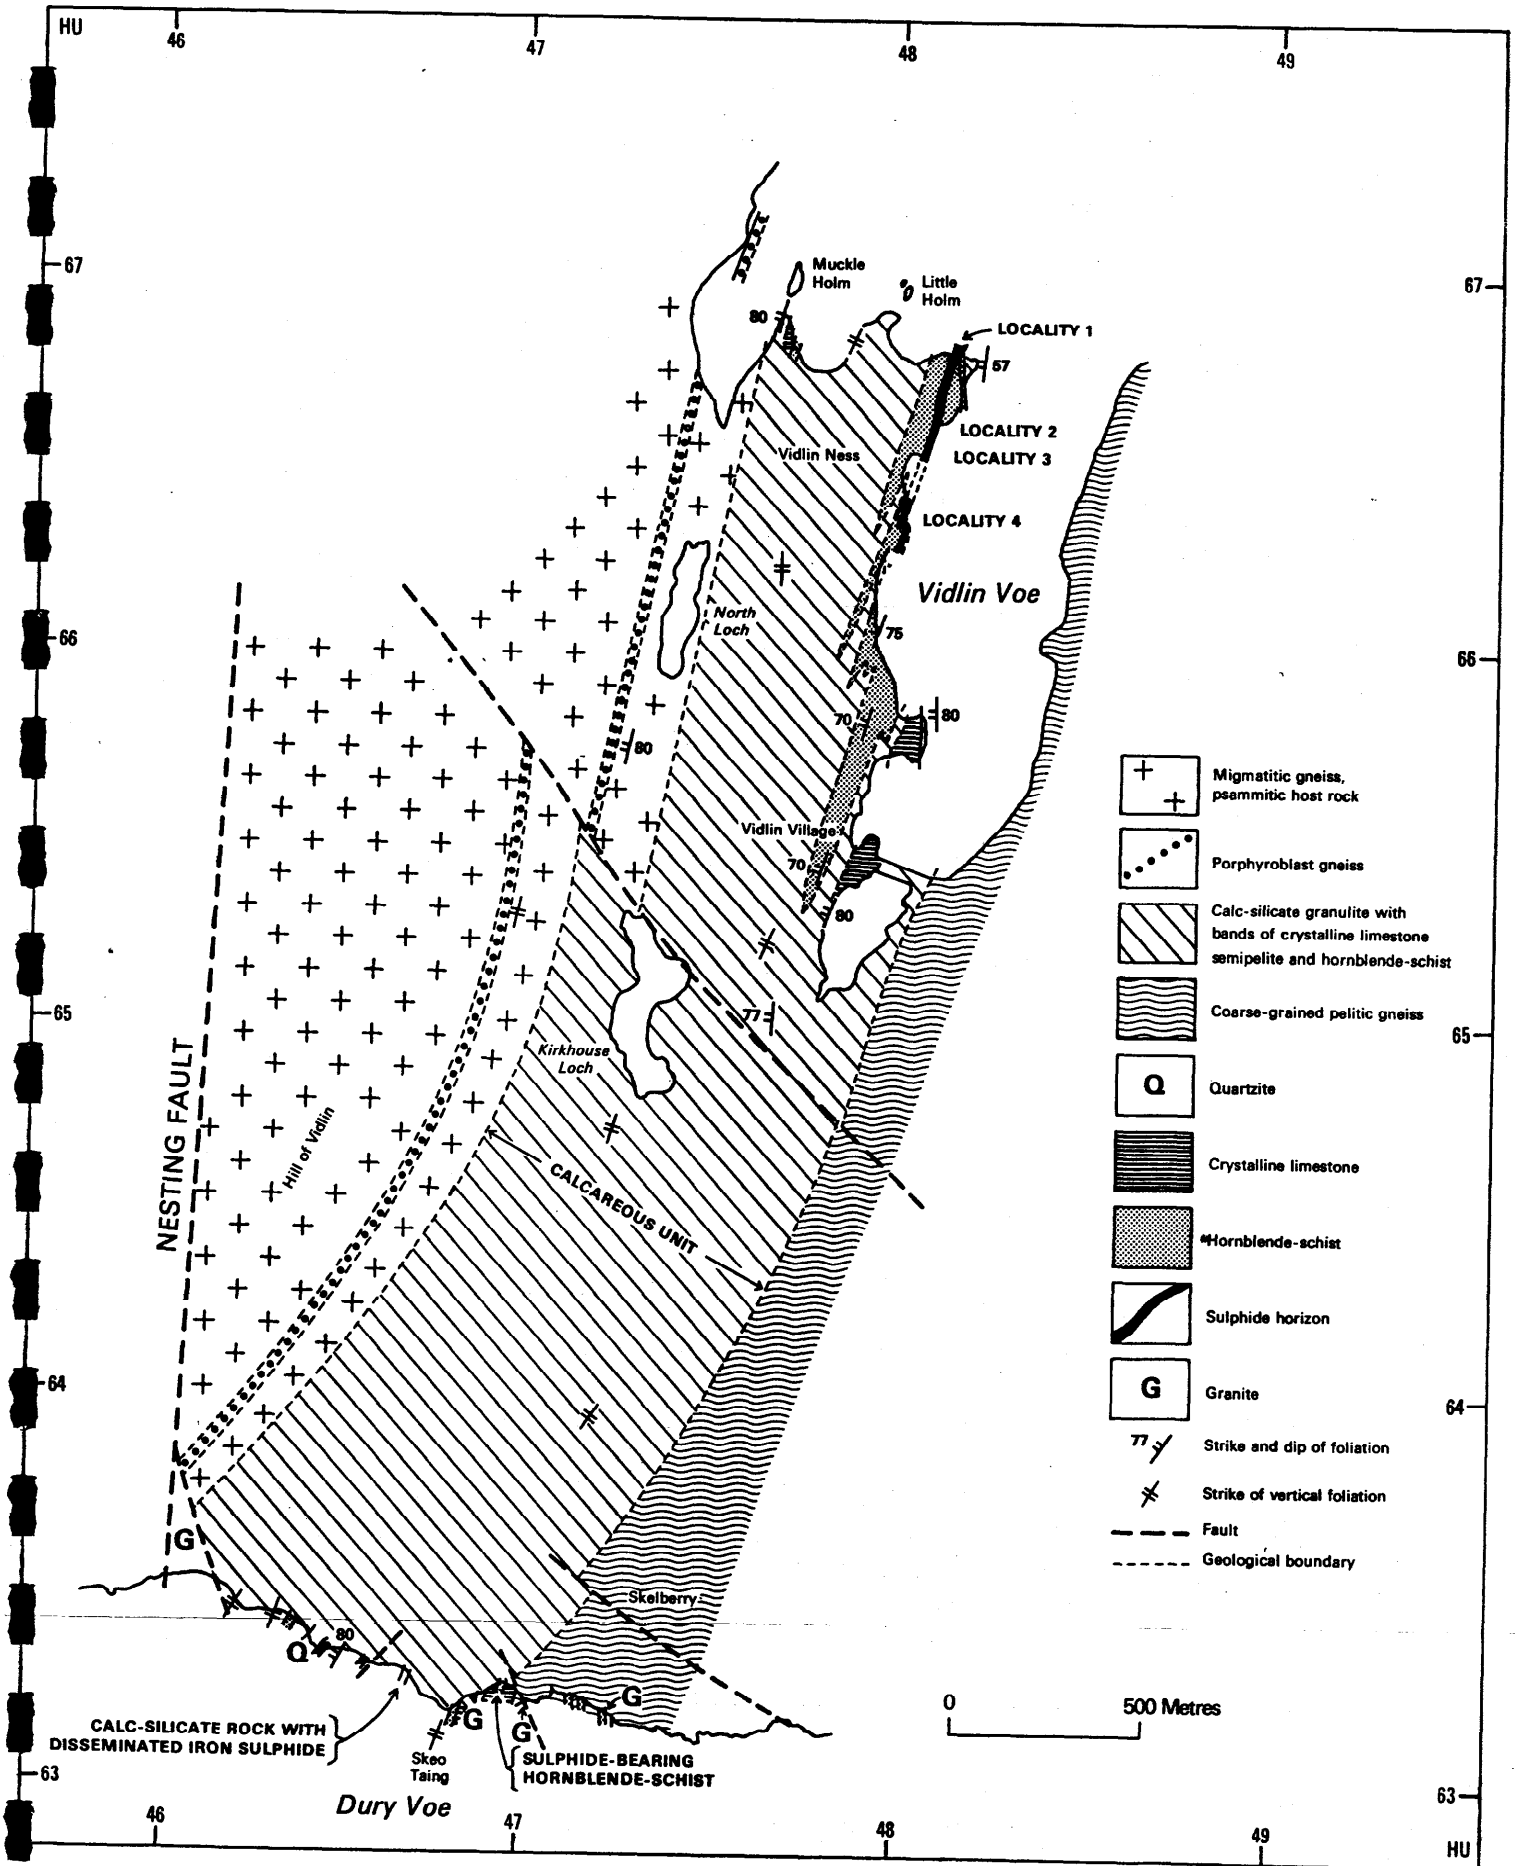 HU
46
47
48
49
67
67
Muckle
Holm
Little
Holm
80
LOCALITY 1
57
LOCALITY 2
LOCALITY 3
Vidlin Ness
LOCALITY 4
Vidlin Voe
North
Loch
75
66
66
70
80
80
Vidlin Village
70
80
77
65
65
Kirkhouse
Loch
NESTING FAULT
Hill of Vidlin
CALCAREOUS UNIT
64
64
G
Skelberry
Q
80
G
G
G
CALC-SILICATE ROCK WITH
DISSEMINATED IRON SULPHIDE
Skeo
Taing
SULPHIDE-BEARING
HORNBLENDE-SCHIST
Dury Voe
0 500 Metres
63
63
46
47
48
49
HU
Migmatitic gneiss,
psammitic host rock
Porphyroblast gneiss
Calc-silicate granulite with
bands of crystalline limestone
semipelite and hornblende-schist
Coarse-grained pelitic gneiss
Q Quartzite
Crystalline limestone
Hornblende-schist
Sulphide horizon
G Granite
77 Strike and dip of foliation
Strike of vertical foliation
Fault
Geological boundary